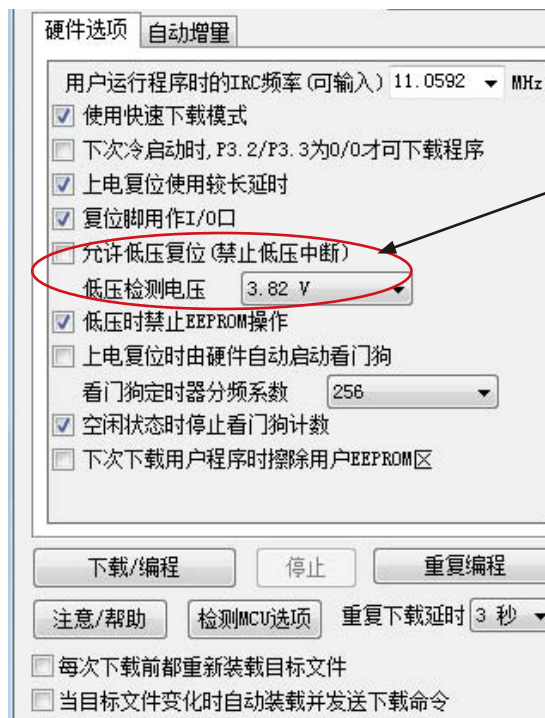 硬件选项 自动增量
用户运行程序时的IRC频率(可输入) 11.0592 MHz
使用快速下载模式
下次冷启动时,P3.2/P3.3为0/0才可下载程序
上电复位使用较长延时
复位脚用作I/O口
允许低压复位(禁止低压中断)
低压检测电压 3.82 V
低压时禁止EEPROM操作
上电复位时由硬件自动启动看门狗
看门狗定时器分频系数 256
空闲状态时停止看门狗计数
下次下载用户程序时擦除用户EEPROM区
下载/编程 停止 重复编程
注意/帮助 检测MCU选项 重复下载延时 3 秒
每次下载前都重新装载目标文件
当目标文件变化时自动装载并发送下载命令